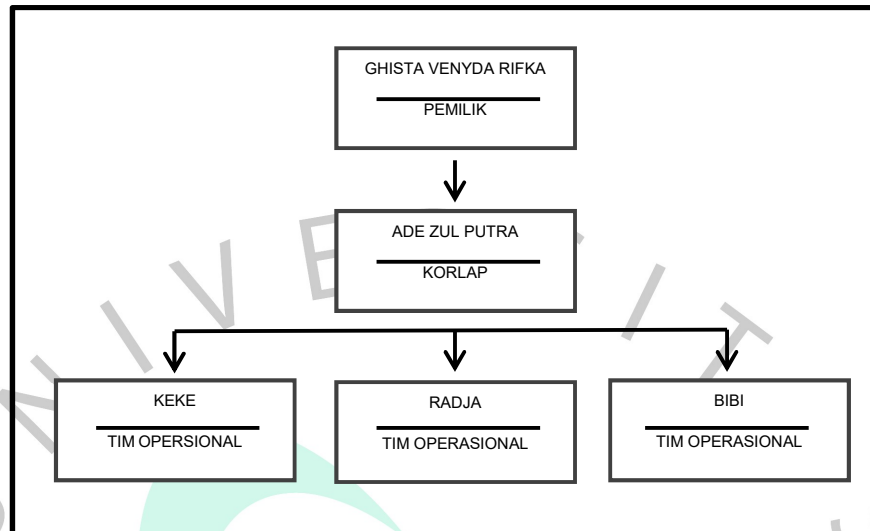 GHISTA VENYDA RIFKA
PEMILIK
ADE ZUL PUTRA
KORLAP
KEKE
TIM OPERSIONAL
RADJA
TIM OPERASIONAL
BIBI
TIM OPERASIONAL